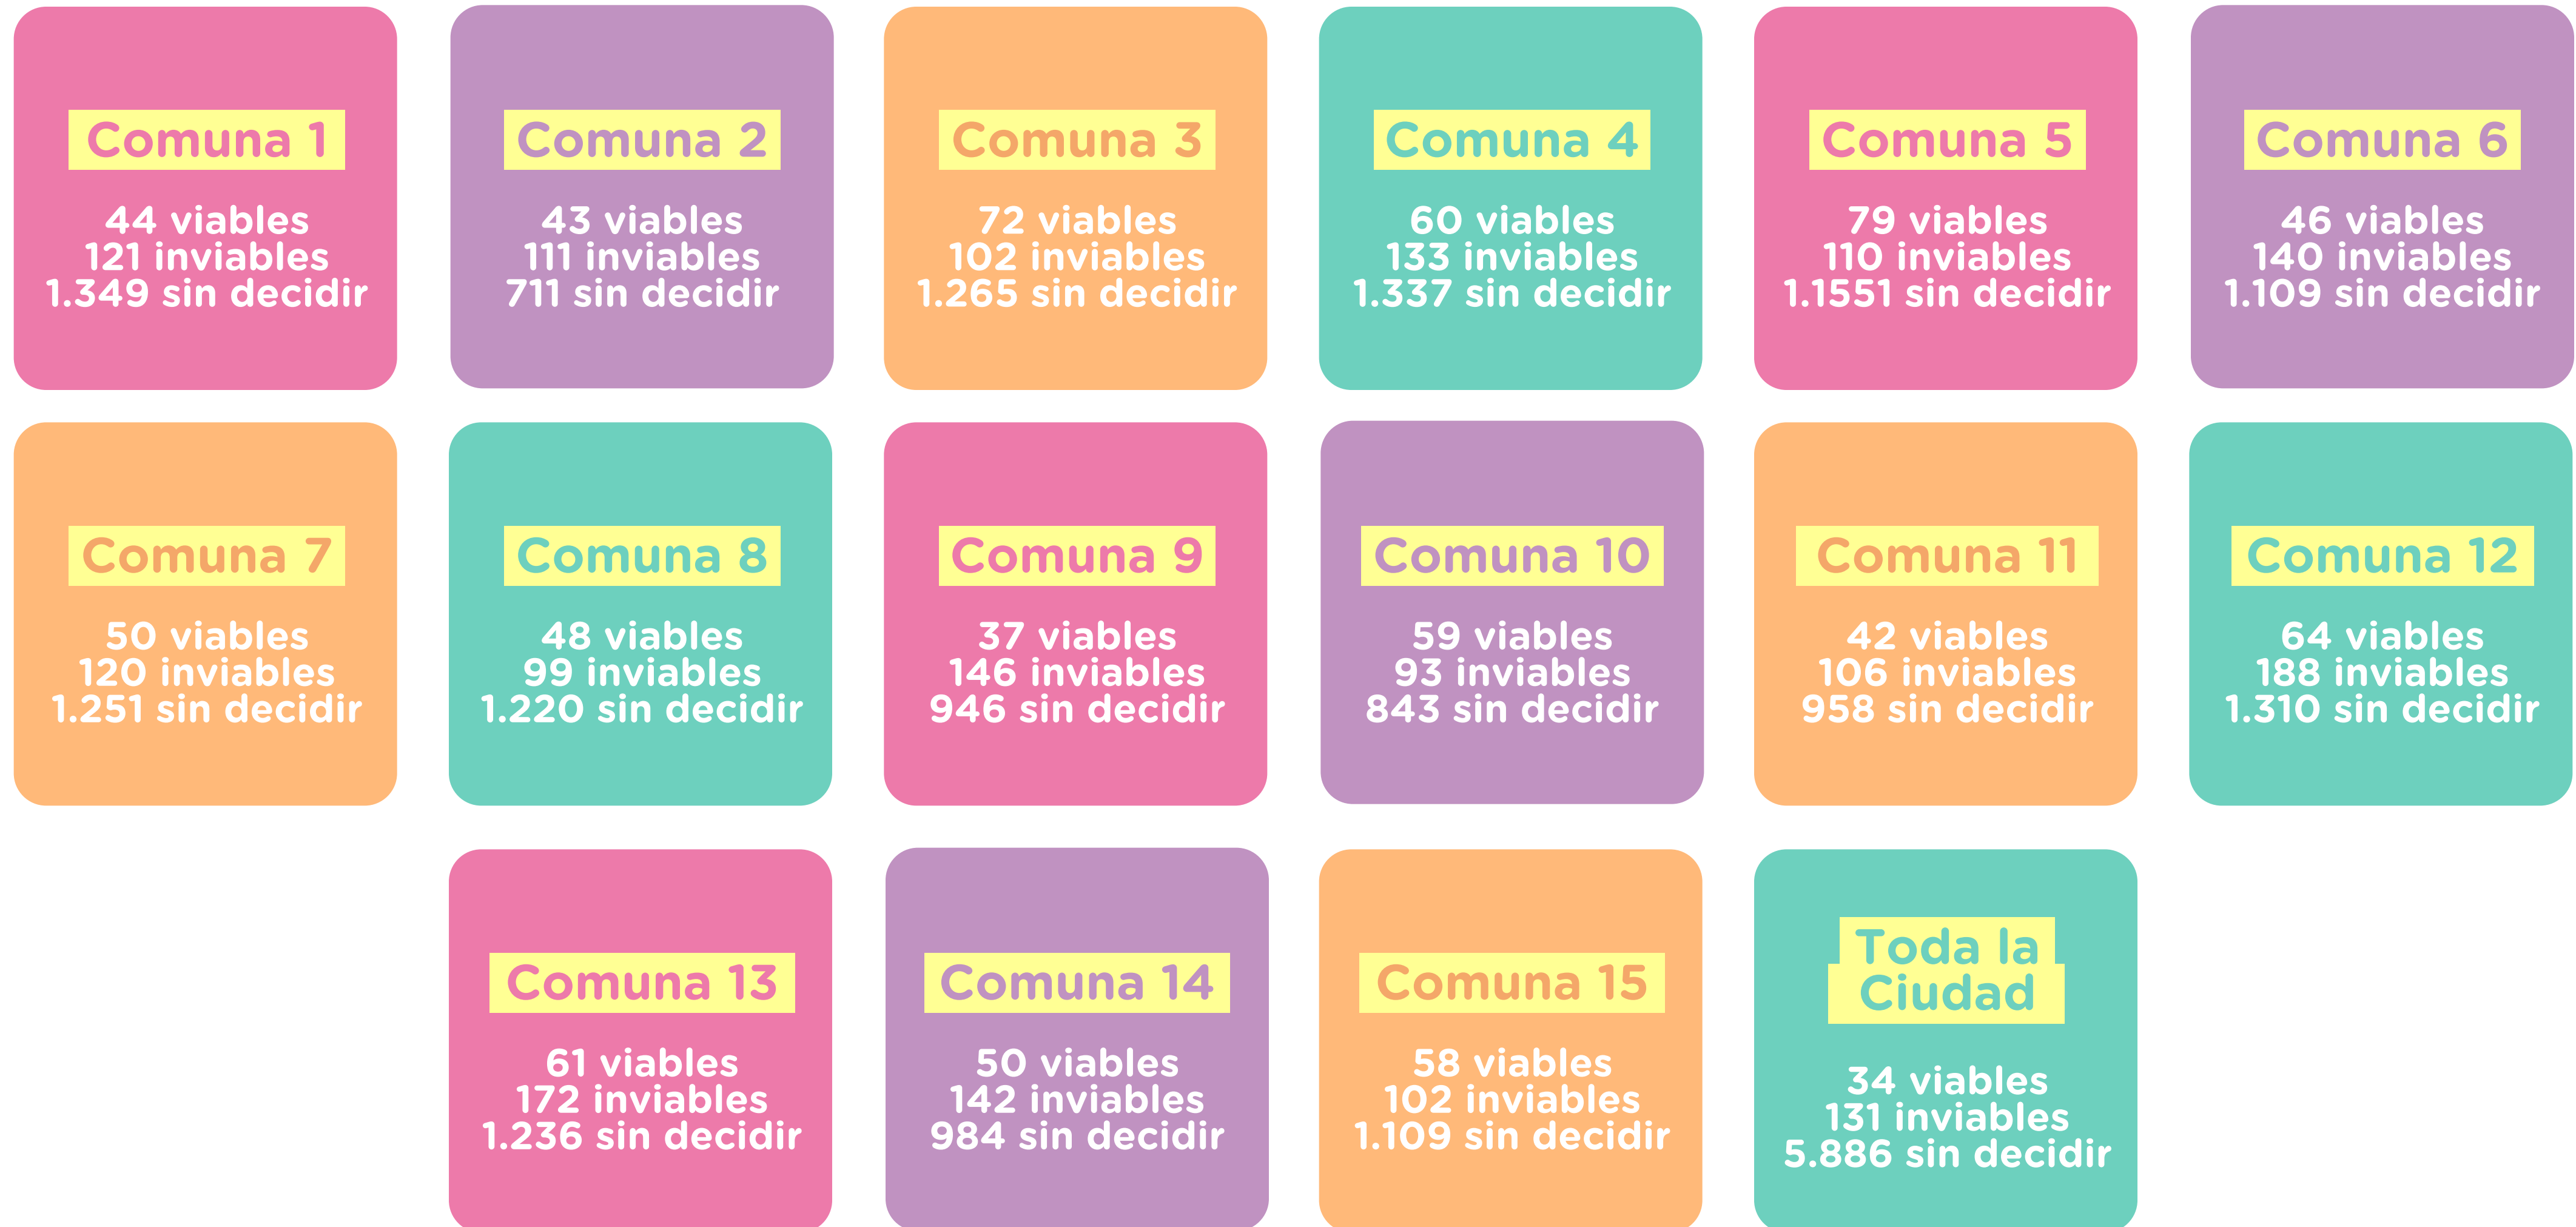 Comuna 1
44 viables
121 inviables
1.349 sin decidir
Comuna 2
43 viables
111 inviables
711 sin decidir
Comuna 3
72 viables
102 inviables
1.265 sin decidir
Comuna 4
60 viables
133 inviables
1.337 sin decidir
Comuna 5
79 viables
110 inviables
1.1551 sin decidir
Comuna 6
46 viables
140 inviables
1.109 sin decidir
Comuna 7
50 viables
120 inviables
1.251 sin decidir
Comuna 8
48 viables
99 inviables
1.220 sin decidir
Comuna 9
37 viables
146 inviables
946 sin decidir
Comuna 10
59 viables
93 inviables
843 sin decidir
Comuna 11
42 viables
106 inviables
958 sin decidir
Comuna 12
64 viables
188 inviables
1.310 sin decidir
Comuna 13
61 viables
172 inviables
1.236 sin decidir
Comuna 14
50 viables
142 inviables
984 sin decidir
Comuna 15
58 viables
102 inviables
1.109 sin decidir
Toda la
Ciudad
34 viables
131 inviables
5.886 sin decidir